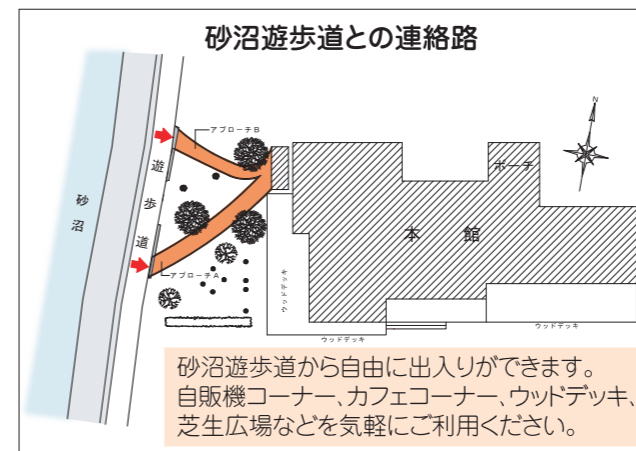 砂沼遊歩道との連絡路
アプローチB
N
ポーチ
遊歩道
砂沼
本館
アプローチA
ウッドデッキ
ウッドデッキ
ウッドデッキ
砂沼遊歩道から自由に出入りができます。
自販機コーナー、カフェコーナー、ウッドデッキ、
芝生広場などを気軽にご利用ください。